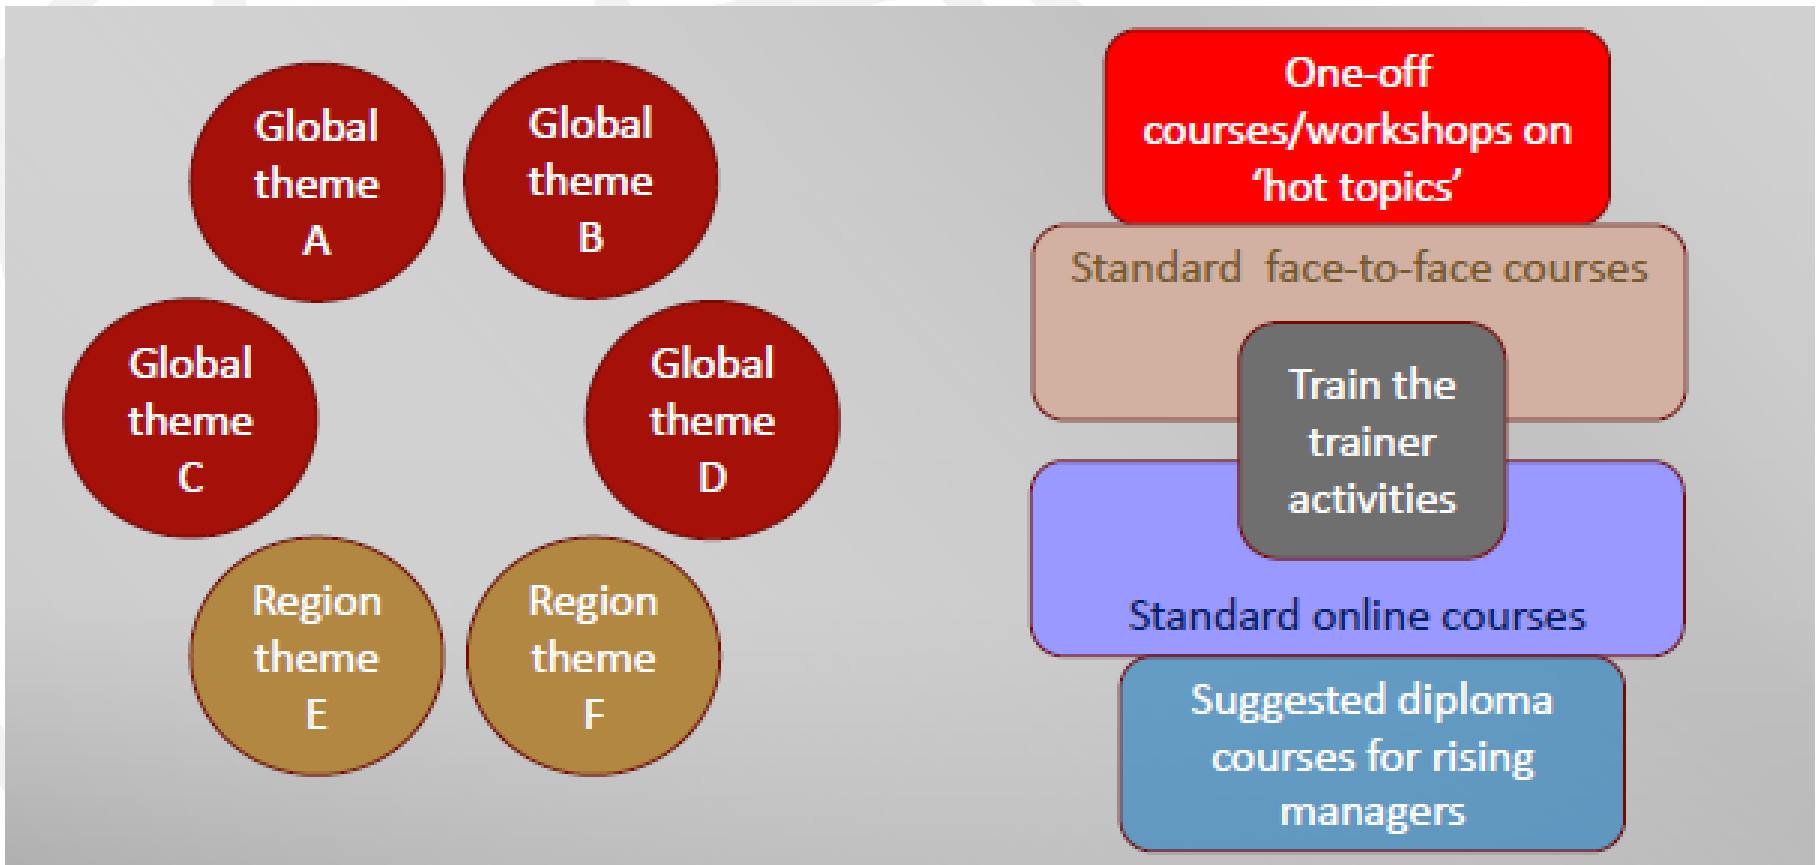 Global
theme
A
Global
theme
B
Global
theme
C
Global
theme
D
Region
theme
E
Region
theme
F
One-off
courses/workshops on
‘hot topics’
Standard  face-to-face courses
Train the
trainer
activities
Standard online courses
Suggested diploma
courses for rising
managers